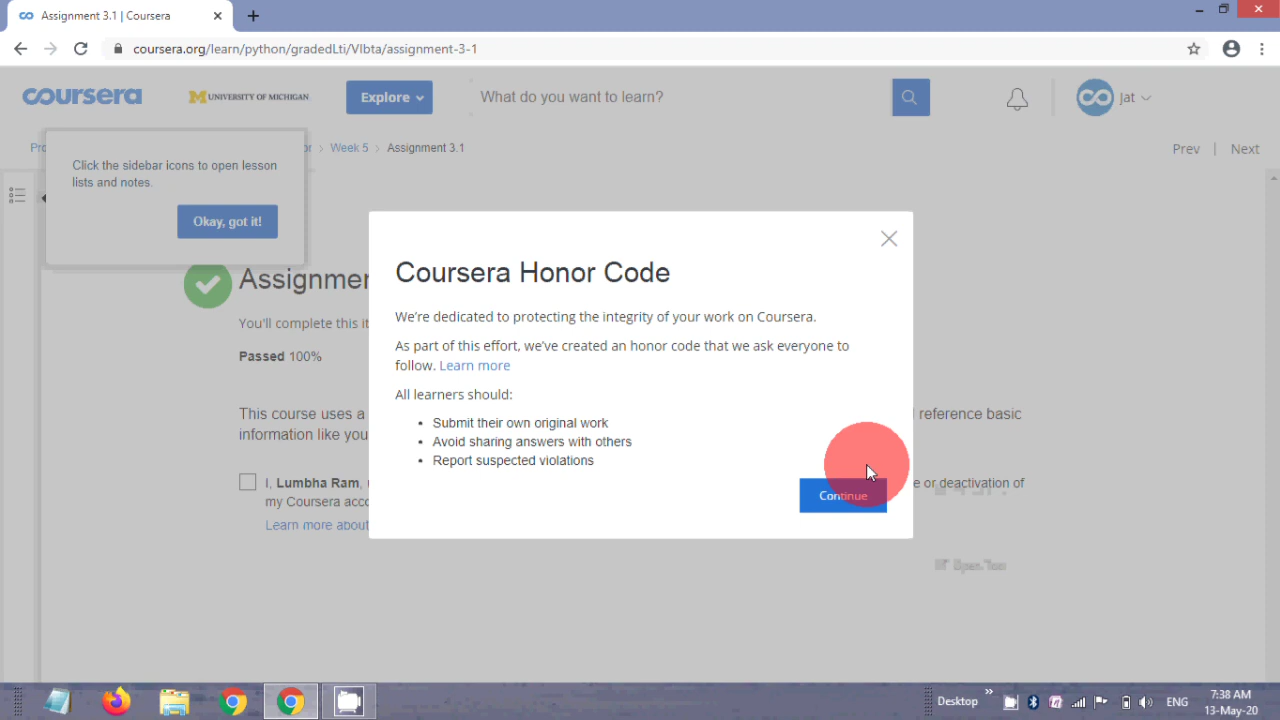 Assignment 3.1 | Coursera
coursera.org/learn/python/gradedLti/VIbta/assignment-3-1
coursera
M UNIVERSITY OF MICHIGAN
Explore
What do you want to learn?
Jat
Week 5 > Assignment 3.1
Prev | Next
Click the sidebar icons to open lesson
lists and notes.
Okay, got it!
Coursera Honor Code
We're dedicated to protecting the integrity of your work on Coursera.
As part of this effort, we've created an honor code that we ask everyone to
follow. Learn more
All learners should:
• Submit their own original work
• Avoid sharing answers with others
• Report suspected violations
Continue
You'll complete this
Passed 100%
This course uses a reference basic
information like you
I, Lumbha Ram, or deactivation of
my Coursera
Learn more about
Open Tool
Desktop
ENG
7:38 AM
13-May-20